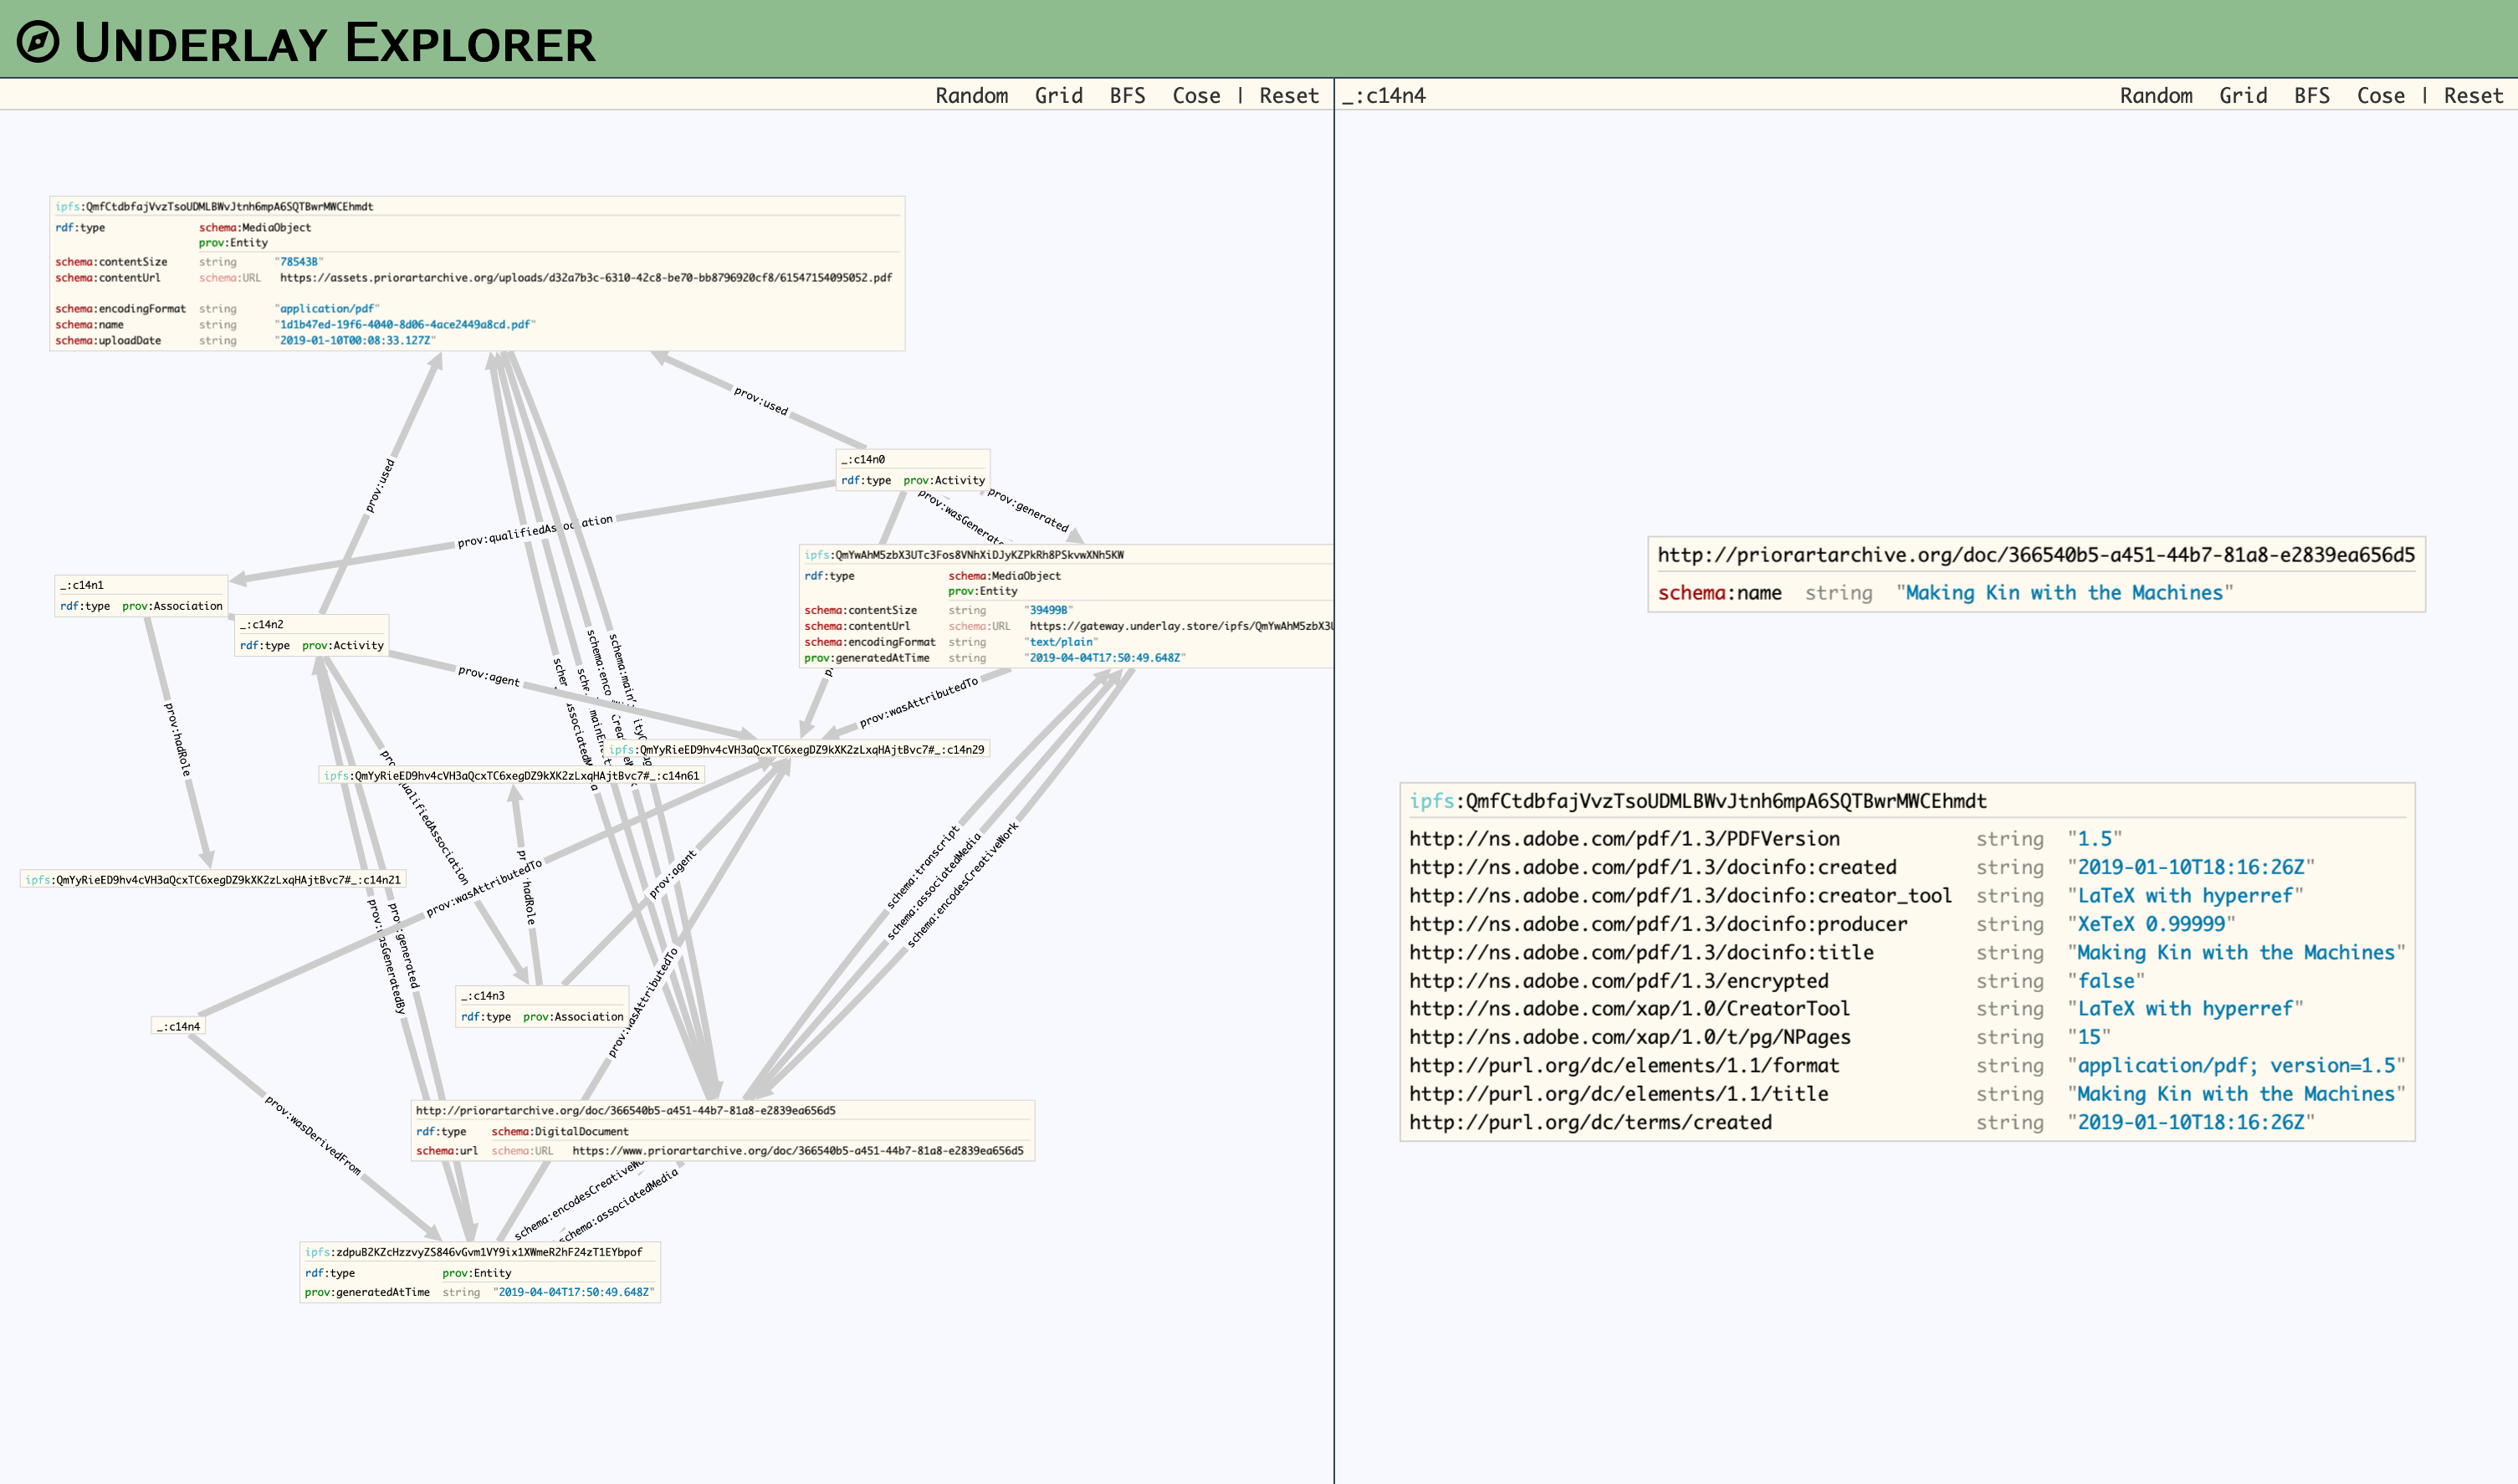 UNDERLAY EXPLORER
Random Grid BFS Cose | Reset
_:c14n4 Random Grid BFS Cose | Reset
ipfs:QmfCtdbfajVvzTsoUDMLBWvJtnh6mpA6SQTBwrMWCEhmdt
rdf:type schema:MediaObject
prov:Entity
schema:contentSize string "78543B"
schema:contentUrl schema:URL https://assets.priorartarchive.org/uploads/d32a7b3c-6310-42c8-be70-bb8796920cf8/61547154095052.pdf
schema:encodingFormat string "application/pdf"
schema:name string "1d1b47ed-19f6-4040-8d06-4ace2449a8cd.pdf"
schema:uploadDate string "2019-01-10T00:08:33.127Z"
prov:used
_:c14n0
rdf:type prov:Activity
prov:used
prov:generated
prov:qualifiedAssociation
_:c14n1
rdf:type prov:Association
_:c14n2
rdf:type prov:Activity
ipfs:QmYwAhM5zbX3UTc3Fos8VNhXiDJyKZPkRh8PSkvwXNh5KW
rdf:type schema:MediaObject
prov:Entity
schema:contentSize string "39499B"
schema:contentUrl schema:URL https://gateway.underlay.store/ipfs/QmYwAhM5zbX3U
schema:encodingFormat string "text/plain"
prov:generatedAtTime string "2019-04-04T17:50:49.648Z"
prov:agent
prov:wasAttributedTo
prov:hadRole
ipfs:QmYyRieED9hv4cVH3aQcxTC6xegDZ9kXK2zLxqHAjtBvc7#_:c14n29
ipfs:QmYyRieED9hv4cVH3aQcxTC6xegDZ9kXK2zLxqHAjtBvc7#_:c14n61
prov:qualifiedAssociation
ipfs:QmYyRieED9hv4cVH3aQcxTC6xegDZ9kXK2zLxqHAjtBvc7#_:c14n21
prov:wasAttributedTo
prov:hadRole
prov:agent
schema:transcript
schema:associatedMedia
schema:encodesCreativeWork
prov:generated
prov:wasGeneratedBy
prov:wasAttributedTo
_:c14n3
rdf:type prov:Association
_:c14n4
prov:wasDerivedFrom
http://priorartarchive.org/doc/366540b5-a451-44b7-81a8-e2839ea656d5
rdf:type schema:DigitalDocument
schema:url schema:URL https://www.priorartarchive.org/doc/366540b5-a451-44b7-81a8-e2839ea656d5
schema:associatedMedia
ipfs:zdpuB2KZcHzzvyZS846vGvm1VY9ix1XWmeR2hF24zT1EYbpof
rdf:type prov:Entity
prov:generatedAtTime string "2019-04-04T17:50:49.648Z"
http://priorartarchive.org/doc/366540b5-a451-44b7-81a8-e2839ea656d5
schema:name string "Making Kin with the Machines"
ipfs:QmfCtdbfajVvzTsoUDMLBWvJtnh6mpA6SQTBwrMWCEhmdt
http://ns.adobe.com/pdf/1.3/PDFVersion string "1.5"
http://ns.adobe.com/pdf/1.3/docinfo:created string "2019-01-10T18:16:26Z"
http://ns.adobe.com/pdf/1.3/docinfo:creator_tool string "LaTeX with hyperref"
http://ns.adobe.com/pdf/1.3/docinfo:producer string "XeTeX 0.99999"
http://ns.adobe.com/pdf/1.3/docinfo:title string "Making Kin with the Machines"
http://ns.adobe.com/pdf/1.3/encrypted string "false"
http://ns.adobe.com/xap/1.0/CreatorTool string "LaTeX with hyperref"
http://ns.adobe.com/xap/1.0/t/pg/NPages string "15"
http://purl.org/dc/elements/1.1/format string "application/pdf; version=1.5"
http://purl.org/dc/elements/1.1/title string "Making Kin with the Machines"
http://purl.org/dc/terms/created string "2019-01-10T18:16:26Z"